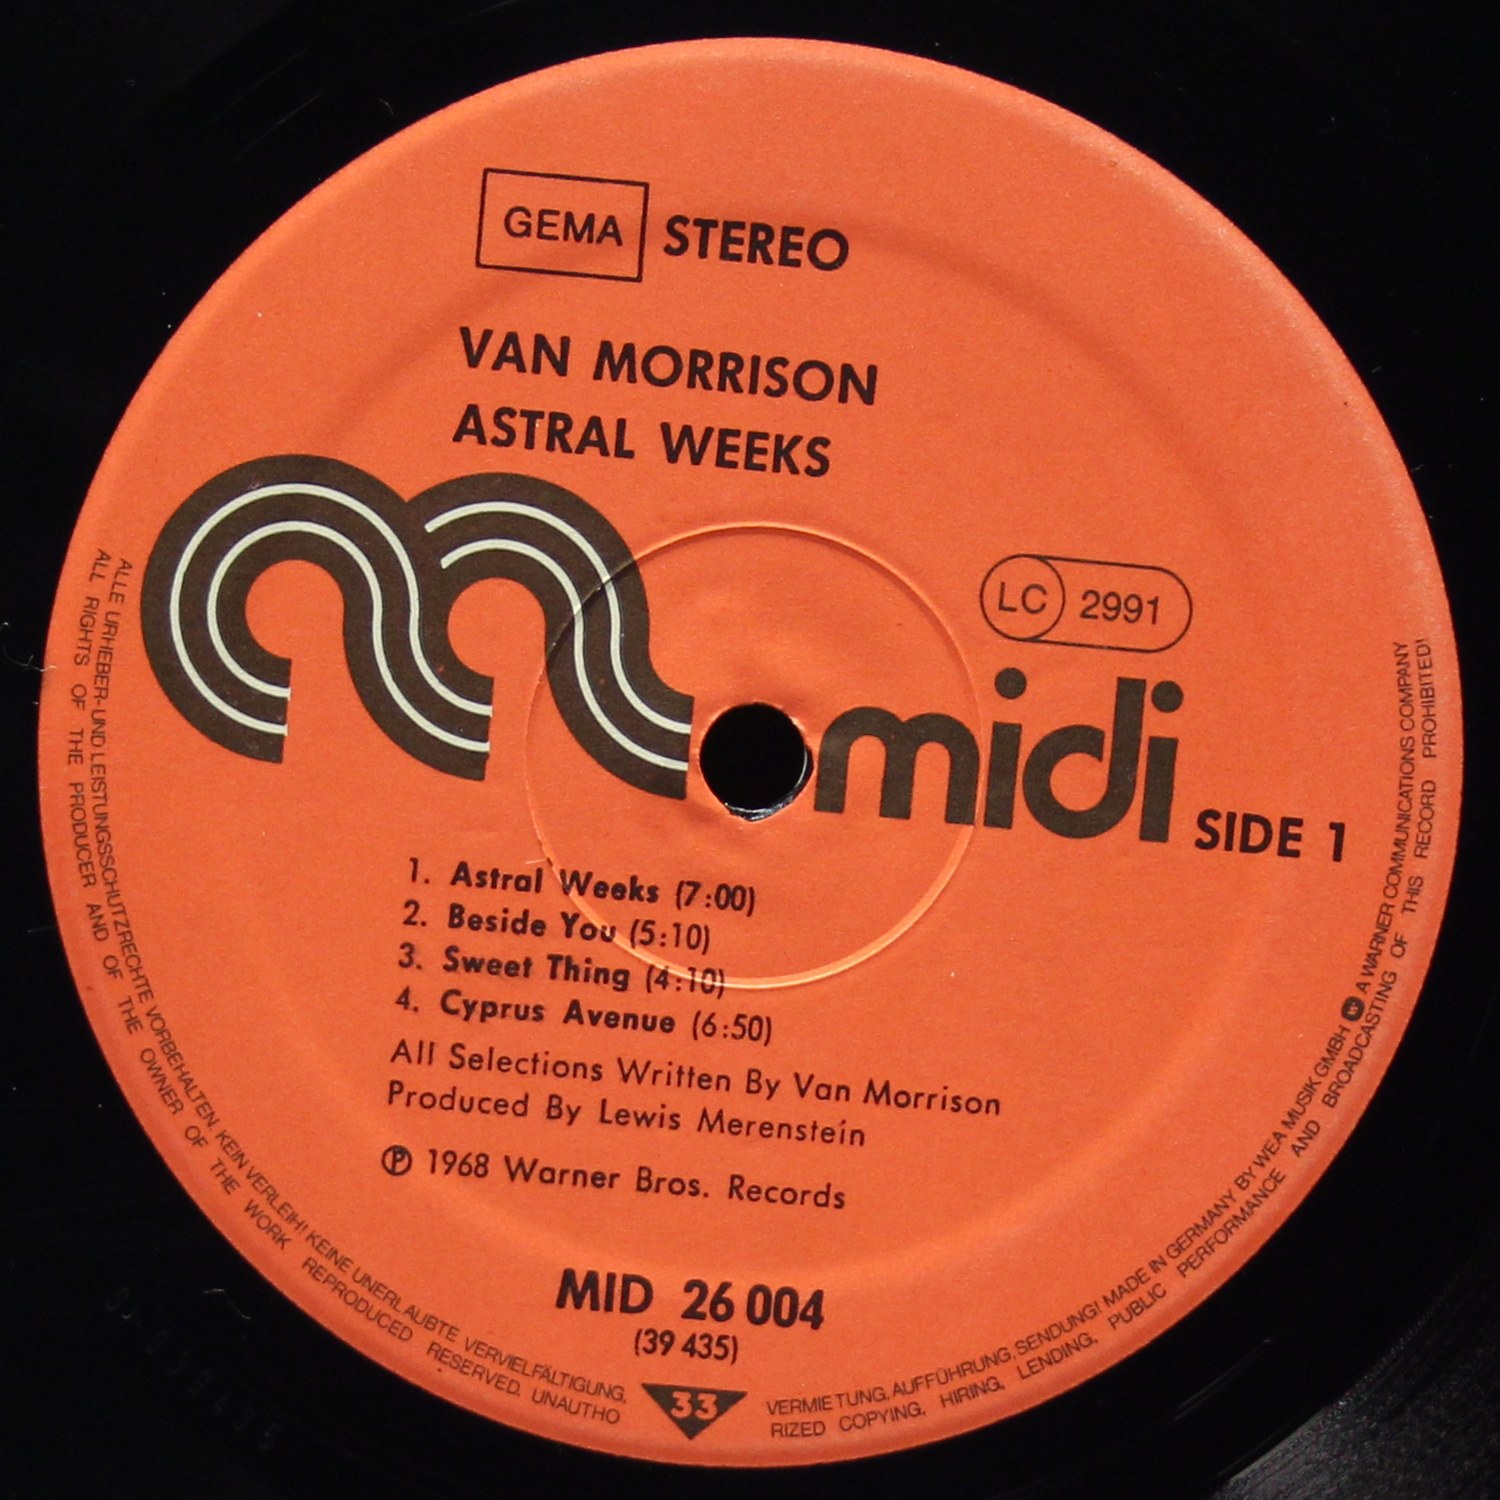 GEMA STEREO
VAN MORRISON
ASTRAL WEEKS
LC 2991
midi SIDE 1
1. Astral Weeks (7:00)
2. Beside You (5:10)
3. Sweet Thing (4:10)
4. Cyprus Avenue (6:50)
All Selections Written By Van Morrison
Produced By Lewis Merenstein
℗ 1968 Warner Bros. Records
MID 26 004
(39 435)
33
ALLE URHEBER- UND LEISTUNGSSCHUTZRECHTE VORBEHALTEN. KEIN VERLEIH! KEINE UNERLAUBTE VERVIELFÄLTIGUNG, VERMIETUNG, AUFFÜHRUNG, SENDUNG! MADE IN GERMANY BY WEA MUSIK GMBH W A WARNER COMMUNICATIONS COMPANY
ALL RIGHTS OF THE PRODUCER AND OF THE OWNER OF THE WORK REPRODUCED RESERVED. UNAUTHORIZED COPYING, HIRING, LENDING, PUBLIC PERFORMANCE AND BROADCASTING OF THIS RECORD PROHIBITED!